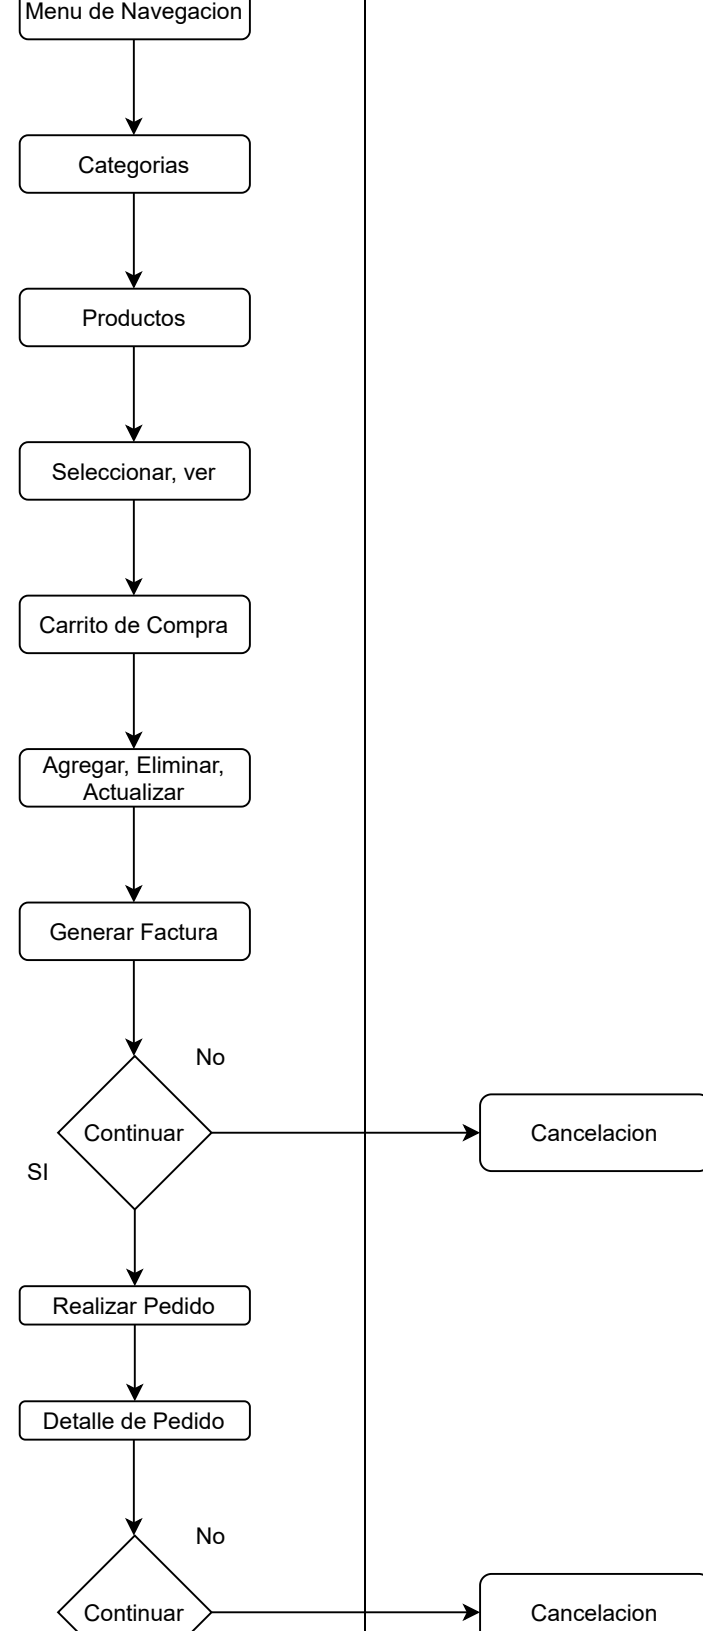 Menu de Navegacion
Categorias
Productos
Seleccionar, ver
Carrito de Compra
Agregar, Eliminar,
Actualizar
Generar Factura
No
Continuar
Cancelacion
SI
Realizar Pedido
Detalle de Pedido
No
Continuar
Cancelacion